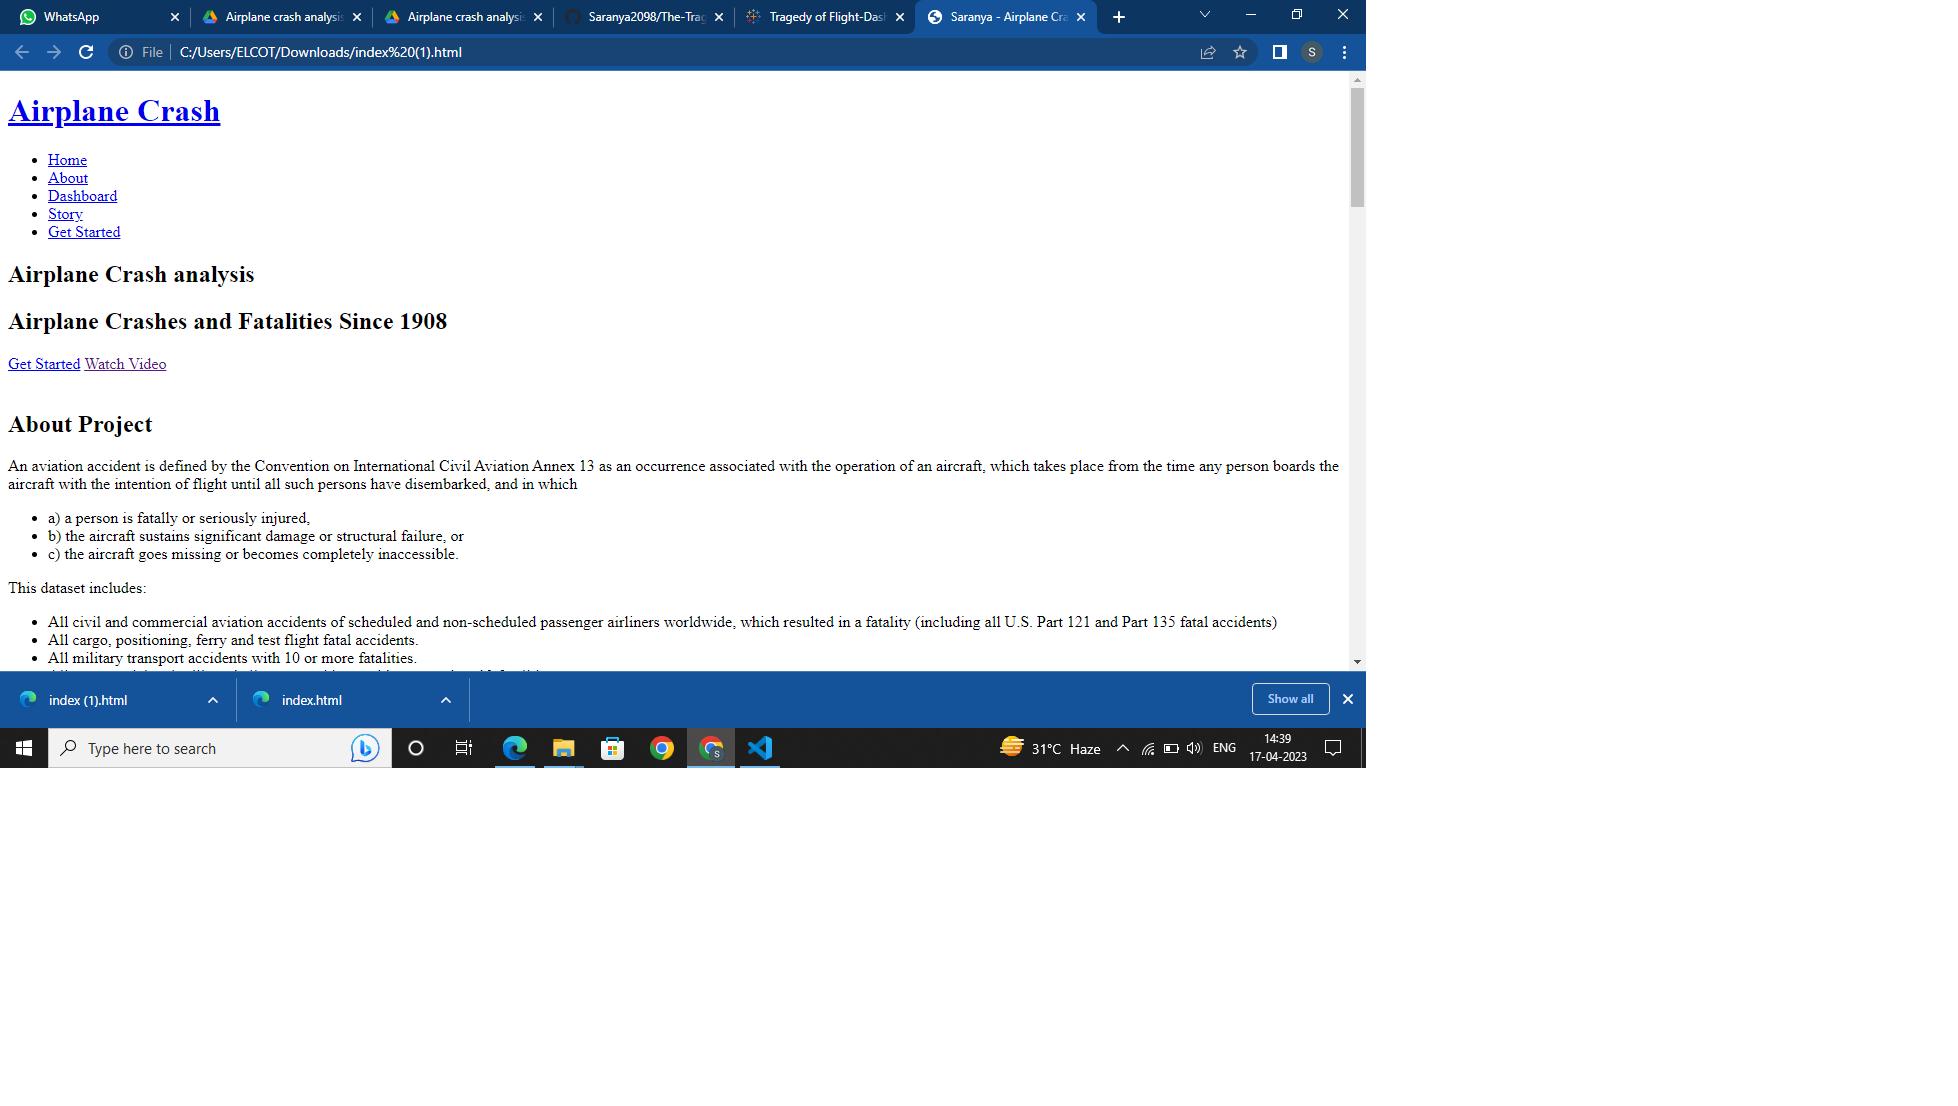 WhatsApp
Airplane crash analysis
Airplane crash analysis
Saranya2098/The-Trag
Tragedy of Flight-Dash
Saranya - Airplane Cra
File
C:/Users/ELCOT/Downloads/index%20(1).html
S
Airplane Crash
Home
About
Dashboard
Story
Get Started
Airplane Crash analysis
Airplane Crashes and Fatalities Since 1908
Get Started Watch Video
About Project
An aviation accident is defined by the Convention on International Civil Aviation Annex 13 as an occurrence associated with the operation of an aircraft, which takes place from the time any person boards the
aircraft with the intention of flight until all such persons have disembarked, and in which
a) a person is fatally or seriously injured,
b) the aircraft sustains significant damage or structural failure, or
c) the aircraft goes missing or becomes completely inaccessible.
This dataset includes:
All civil and commercial aviation accidents of scheduled and non-scheduled passenger airliners worldwide, which resulted in a fatality (including all U.S. Part 121 and Part 135 fatal accidents)
All cargo, positioning, ferry and test flight fatal accidents.
All military transport accidents with 10 or more fatalities.
index (1).html
index.html
Show all
Type here to search
S
31°C Haze
ENG
14:39
17-04-2023